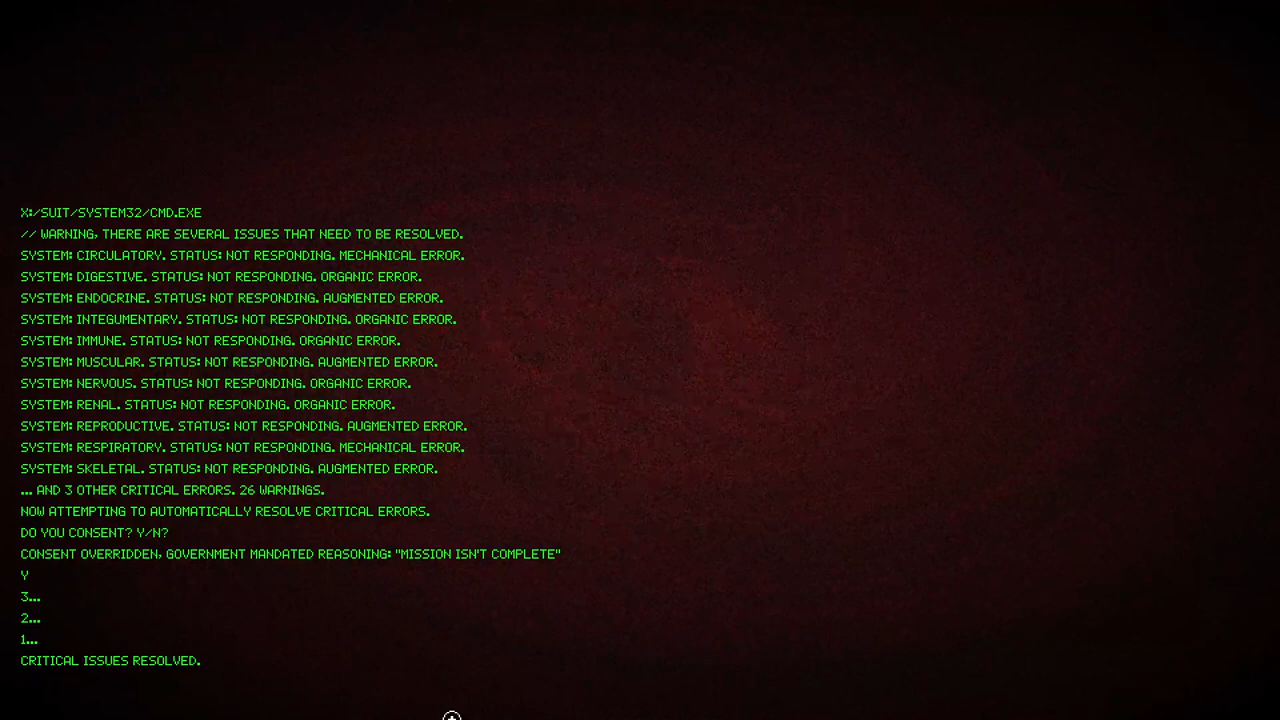 X:/SUIT/SYSTEM32/CMD.EXE
// WARNING, THERE ARE SEVERAL ISSUES THAT NEED TO BE RESOLVED.
SYSTEM: CIRCULATORY. STATUS: NOT RESPONDING. MECHANICAL ERROR.
SYSTEM: DIGESTIVE. STATUS: NOT RESPONDING. ORGANIC ERROR.
SYSTEM: ENDOCRINE. STATUS: NOT RESPONDING. AUGMENTED ERROR.
SYSTEM: INTEGUMENTARY. STATUS: NOT RESPONDING. ORGANIC ERROR.
SYSTEM: IMMUNE. STATUS: NOT RESPONDING. ORGANIC ERROR.
SYSTEM: MUSCULAR. STATUS: NOT RESPONDING. AUGMENTED ERROR.
SYSTEM: NERVOUS. STATUS: NOT RESPONDING. ORGANIC ERROR.
SYSTEM: RENAL. STATUS: NOT RESPONDING. ORGANIC ERROR.
SYSTEM: REPRODUCTIVE. STATUS: NOT RESPONDING. AUGMENTED ERROR.
SYSTEM: RESPIRATORY. STATUS: NOT RESPONDING. MECHANICAL ERROR.
SYSTEM: SKELETAL. STATUS: NOT RESPONDING. AUGMENTED ERROR.
... AND 3 OTHER CRITICAL ERRORS. 26 WARNINGS.
NOW ATTEMPTING TO AUTOMATICALLY RESOLVE CRITICAL ERRORS.
DO YOU CONSENT? Y/N?
CONSENT OVERRIDDEN, GOVERNMENT MANDATED REASONING: "MISSION ISN'T COMPLETE"
Y
3...
2...
1...
CRITICAL ISSUES RESOLVED.